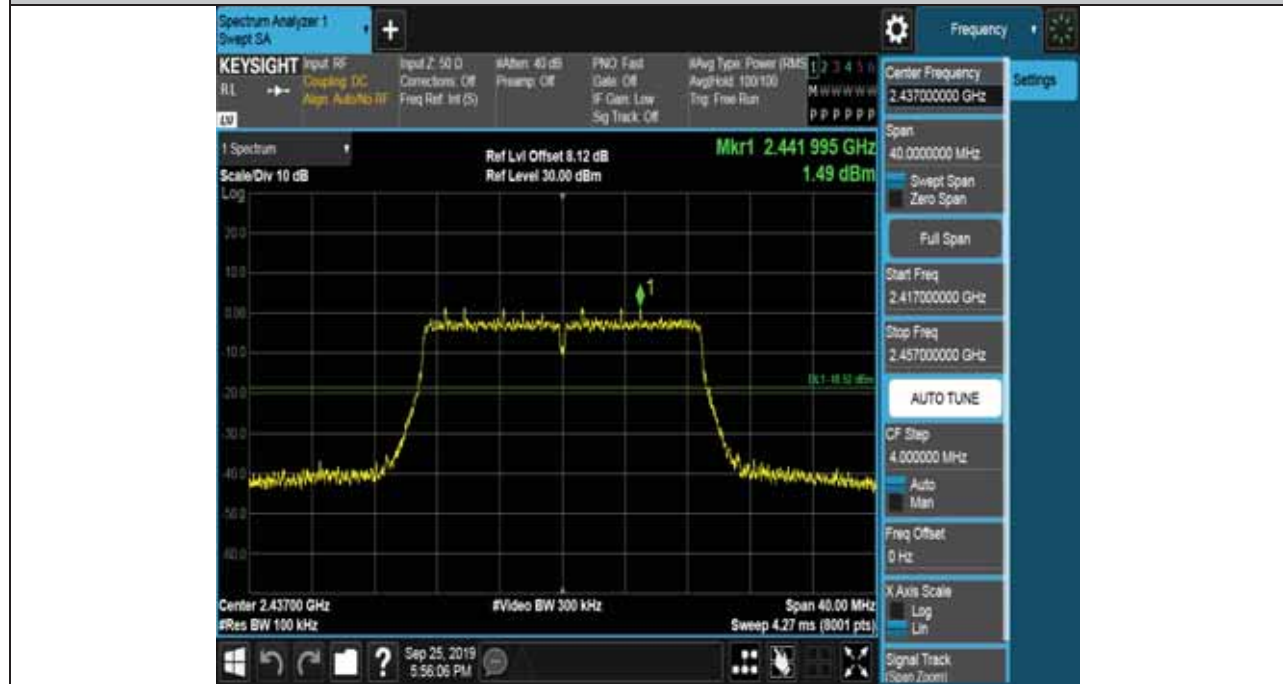 Spectrum Analyzer 1
Swept SA
Frequency
KEYSIGHT
RL
Input: RF
Coupling: DC
Align: Auto/No RF
Input Z: 50 Ω
Corrections: Off
Freq Ref: Int (S)
#Atten: 40 dB
Preamp: Off
PNO: Fast
Gate: Off
IF Gain: Low
Sig Track: Off
#Avg Type: Power (RMS
Avg|Hold: 100/100
Trig: Free Run
1 2 3 4 5 6
M W W W W W
P P P P P P
Center Frequency
2.437000000 GHz
Settings
Span
40.0000000 MHz
Swept Span
Zero Span
Full Span
Start Freq
2.417000000 GHz
Stop Freq
2.457000000 GHz
AUTO TUNE
CF Step
4.000000 MHz
Auto
Man
Freq Offset
0 Hz
X Axis Scale
Log
Lin
Signal Track
(Span Zoom)
1 Spectrum
Scale/Div 10 dB
Ref Lvl Offset 8.12 dB
Ref Level 30.00 dBm
Mkr1 2.441 995 GHz
1.49 dBm
Log
20.0
10.0
0.00
-10.0
-20.0
-30.0
-40.0
-50.0
-60.0
1
DL1 -18.52 dBm
Center 2.43700 GHz
#Res BW 100 kHz
#Video BW 300 kHz
Span 40.00 MHz
Sweep 4.27 ms (8001 pts)
?
Sep 25, 2019
5:56:06 PM